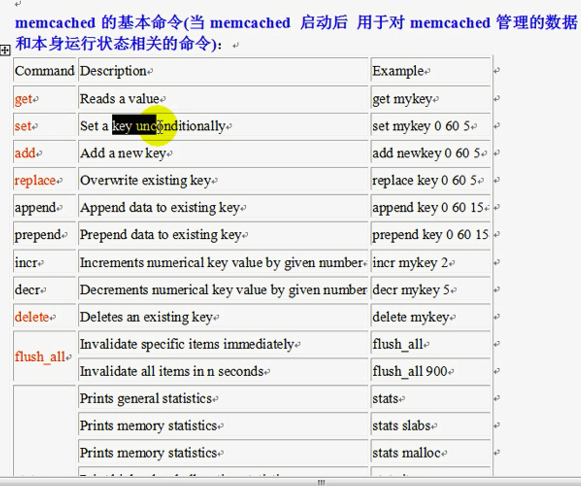 memcached 的基本命令(当 memcached 启动后 用于对 memcached 管理的数据
和本身运行状态相关的命令)：
Command Description Example
get Reads a value get mykey
set Set a key unconditionally set mykey 0 60 5
add Add a new key add newkey 0 60 5
replace Overwrite existing key replace key 0 60 5
append Append data to existing key append key 0 60 15
prepend Prepend data to existing key prepend key 0 60 15
incr Increments numerical key value by given number incr mykey 2
decr Decrements numerical key value by given number decr mykey 5
delete Deletes an existing key delete mykey
flush_all Invalidate specific items immediately flush_all
Invalidate all items in n seconds flush_all 900
Prints general statistics stats
Prints memory statistics stats slabs
Prints memory statistics stats malloc